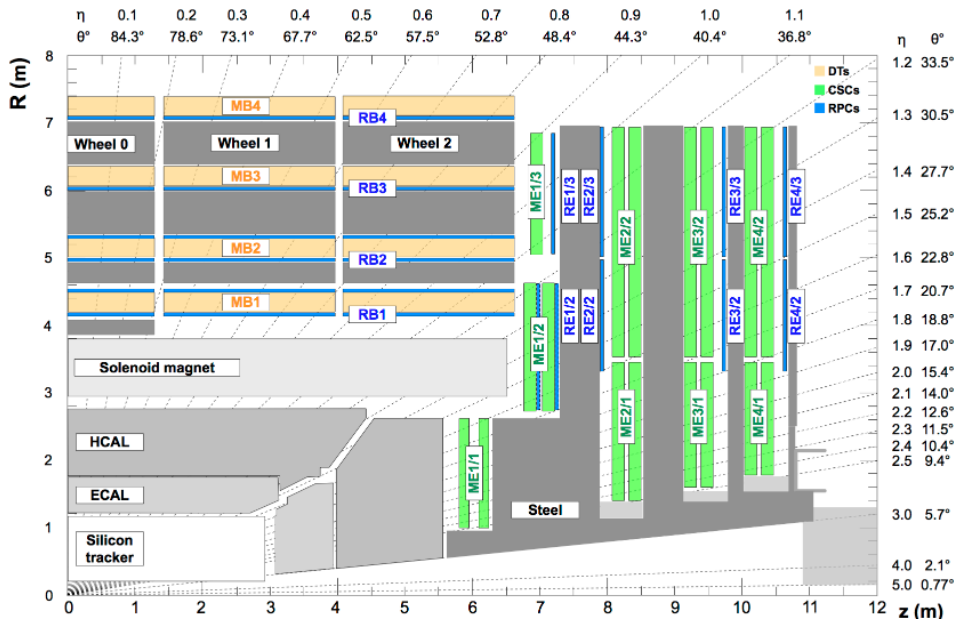 η 0.1 0.2 0.3 0.4 0.5 0.6 0.7 0.8 0.9 1.0 1.1
θ° 84.3° 78.6° 73.1° 67.7° 62.5° 57.5° 52.8° 48.4° 44.3° 40.4° 36.8° η θ°
R (m)
8
7
6
5
4
3
2
1
0
DTs
CSCs
RPCs
1.2 33.5°
1.3 30.5°
1.4 27.7°
1.5 25.2°
1.6 22.8°
1.7 20.7°
1.8 18.8°
1.9 17.0°
2.0 15.4°
2.1 14.0°
2.2 12.6°
2.3 11.5°
2.4 10.4°
2.5 9.4°
3.0 5.7°
4.0 2.1°
5.0 0.77°
MB4
RB4
Wheel 0 Wheel 1 Wheel 2
MB3
RB3
MB2
RB2
MB1
RB1
ME1/3
RE1/3
RE2/3
ME2/2
ME3/2
RE3/3
ME4/2
RE4/3
ME1/2
RE1/2
RE2/2
RE3/2
RE4/2
ME1/1
ME2/1
ME3/1
ME4/1
Solenoid magnet
HCAL
ECAL
Silicon
tracker
Steel
0 1 2 3 4 5 6 7 8 9 10 11 12
z (m)